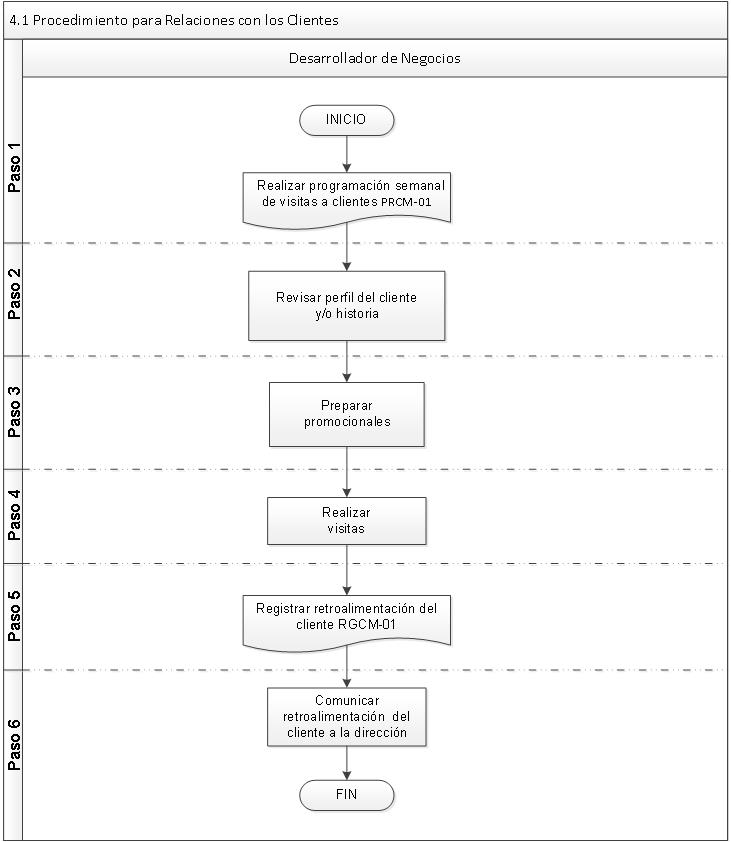 4.1 Procedimiento para Relaciones con los Clientes
Desarrollador de Negocios
Paso 1
INICIO
Realizar programación semanal
de visitas a clientes PRCM-01
Paso 2
Revisar perfil del cliente
y/o historia
Paso 3
Preparar
promocionales
Paso 4
Realizar
visitas
Paso 5
Registrar retroalimentación del
cliente RGCM-01
Paso 6
Comunicar
retroalimentación del
cliente a la dirección
FIN